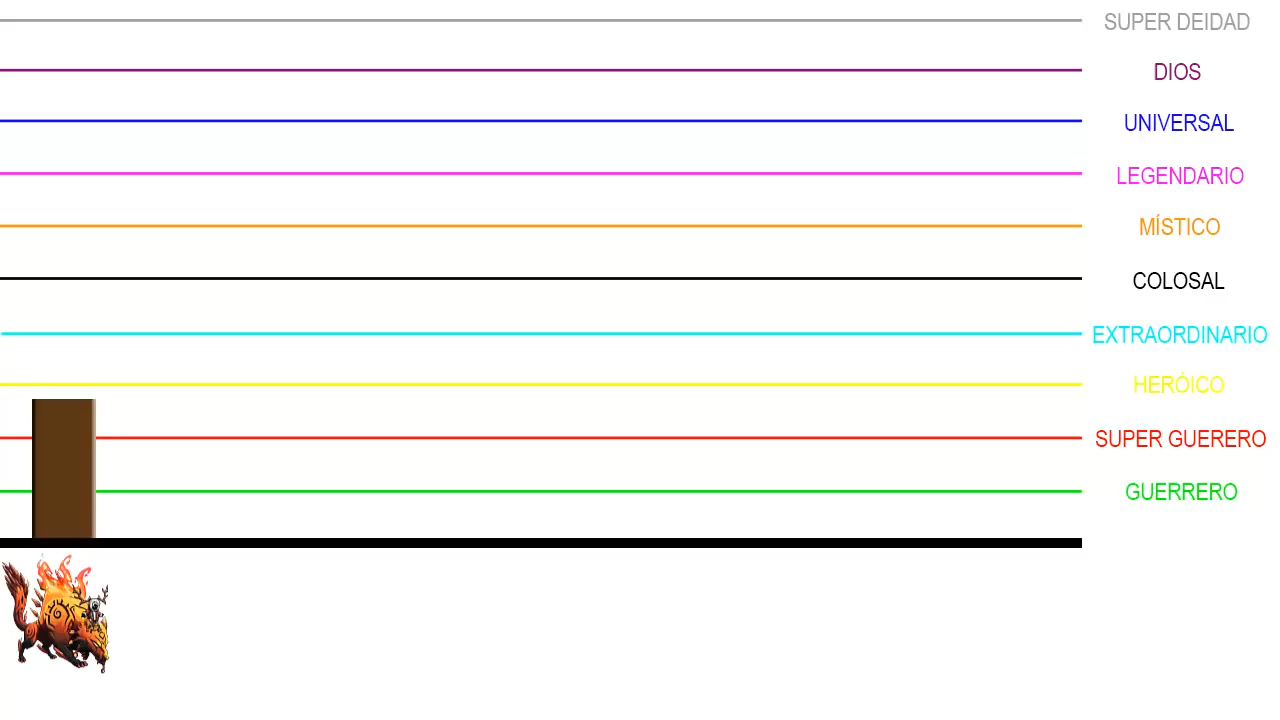 SUPER DEIDAD
DIOS
UNIVERSAL
LEGENDARIO
MÍSTICO
COLOSAL
EXTRAORDINARIO
HERÓICO
SUPER GUERERO
GUERRERO